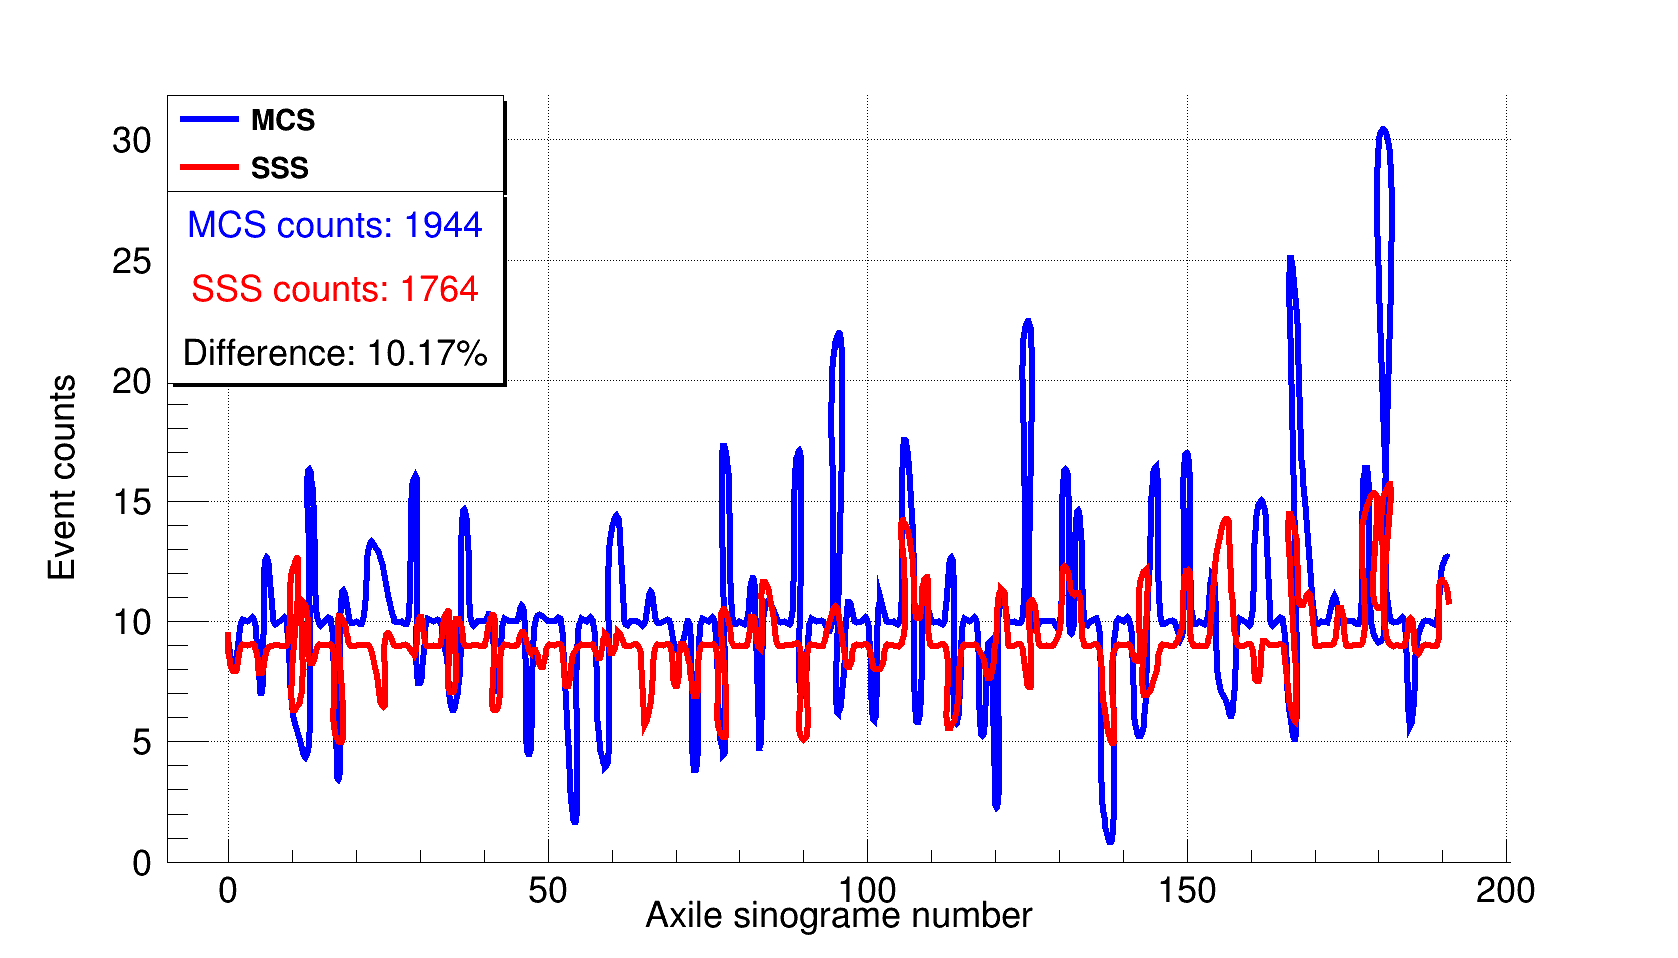 MCS
SSS
MCS counts: 1944
SSS counts: 1764
Difference: 10.17%
30
25
20
15
10
5
0
Event counts
0 50 100 150 200
Axile sinograme number